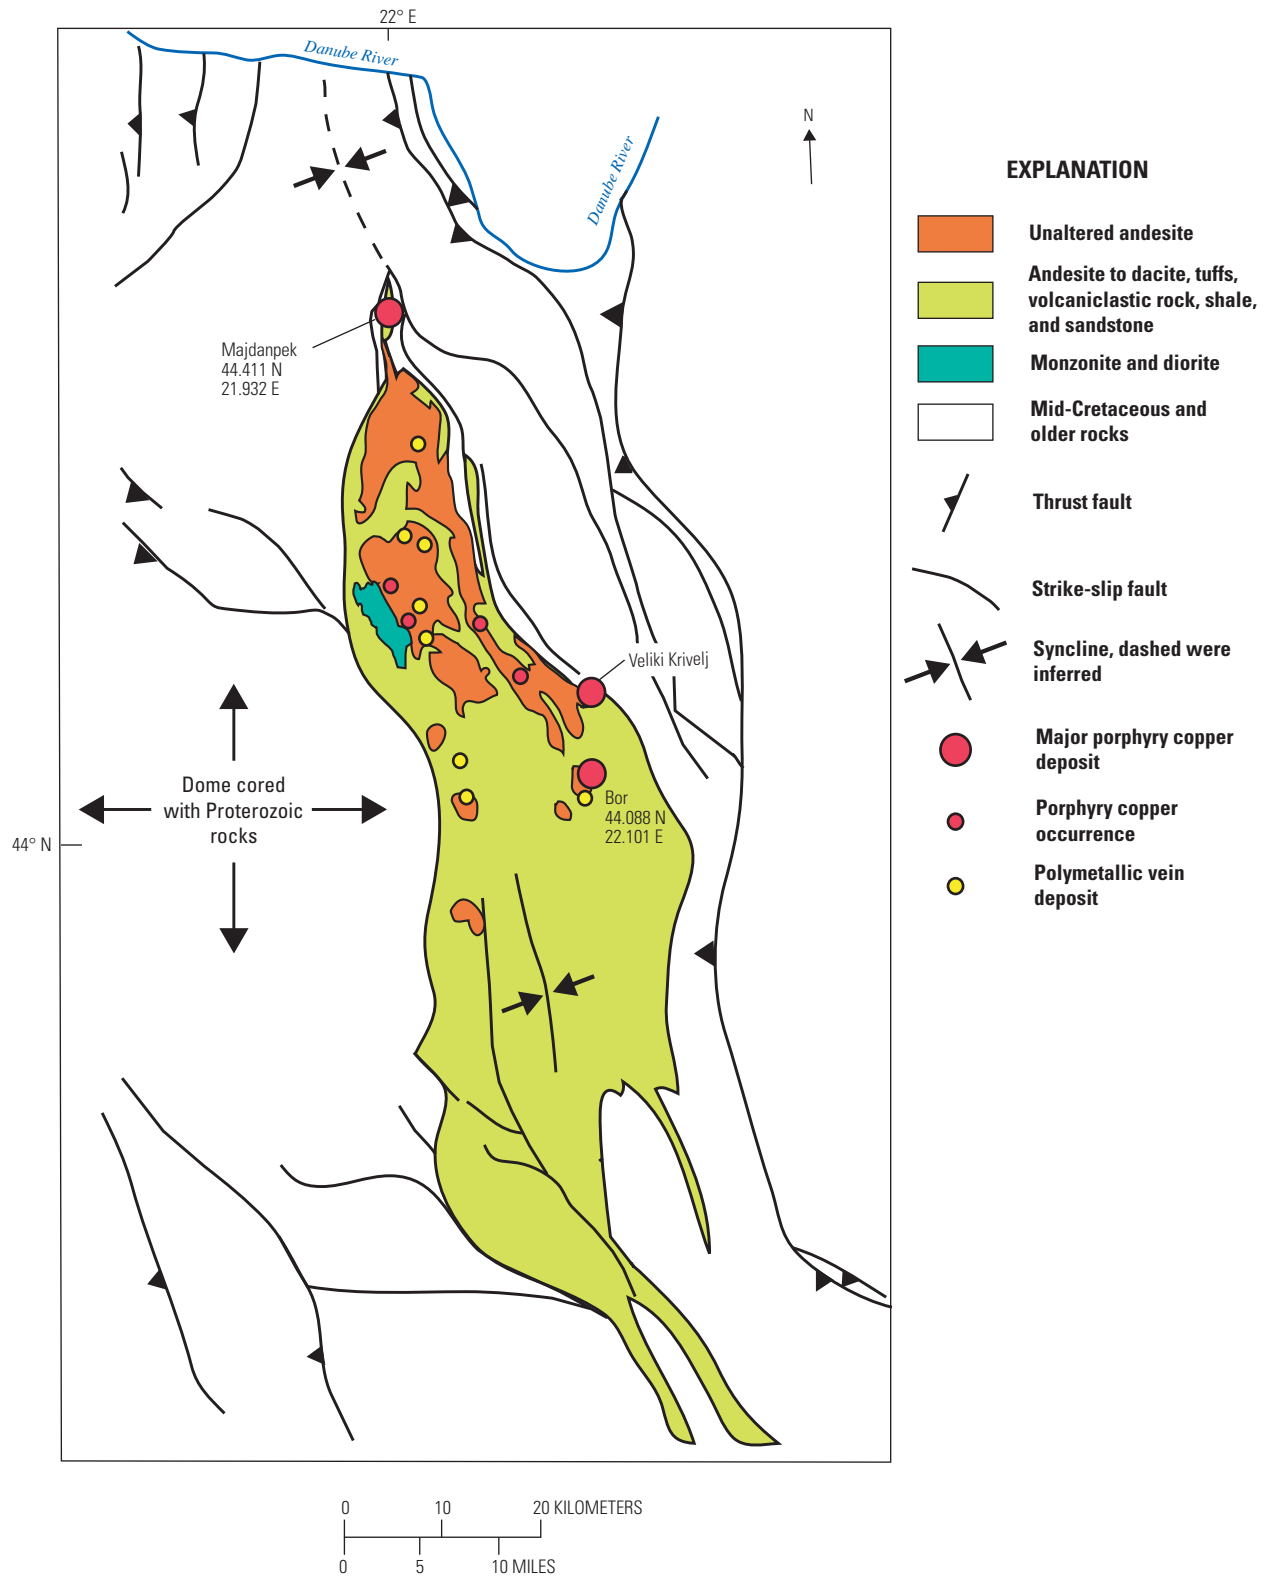 22° E
Danube River
Danube River
N
Majdanpek
44.411 N
21.932 E
Veliki Krivelj
Dome cored
with Proterozoic
rocks
Bor
44.088 N
22.101 E
44° N
EXPLANATION
Unaltered andesite
Andesite to dacite, tuffs,
volcaniclastic rock, shale,
and sandstone
Monzonite and diorite
Mid-Cretaceous and
older rocks
Thrust fault
Strike-slip fault
Syncline, dashed were
inferred
Major porphyry copper
deposit
Porphyry copper
occurrence
Polymetallic vein
deposit
0 10 20 KILOMETERS
0 5 10 MILES